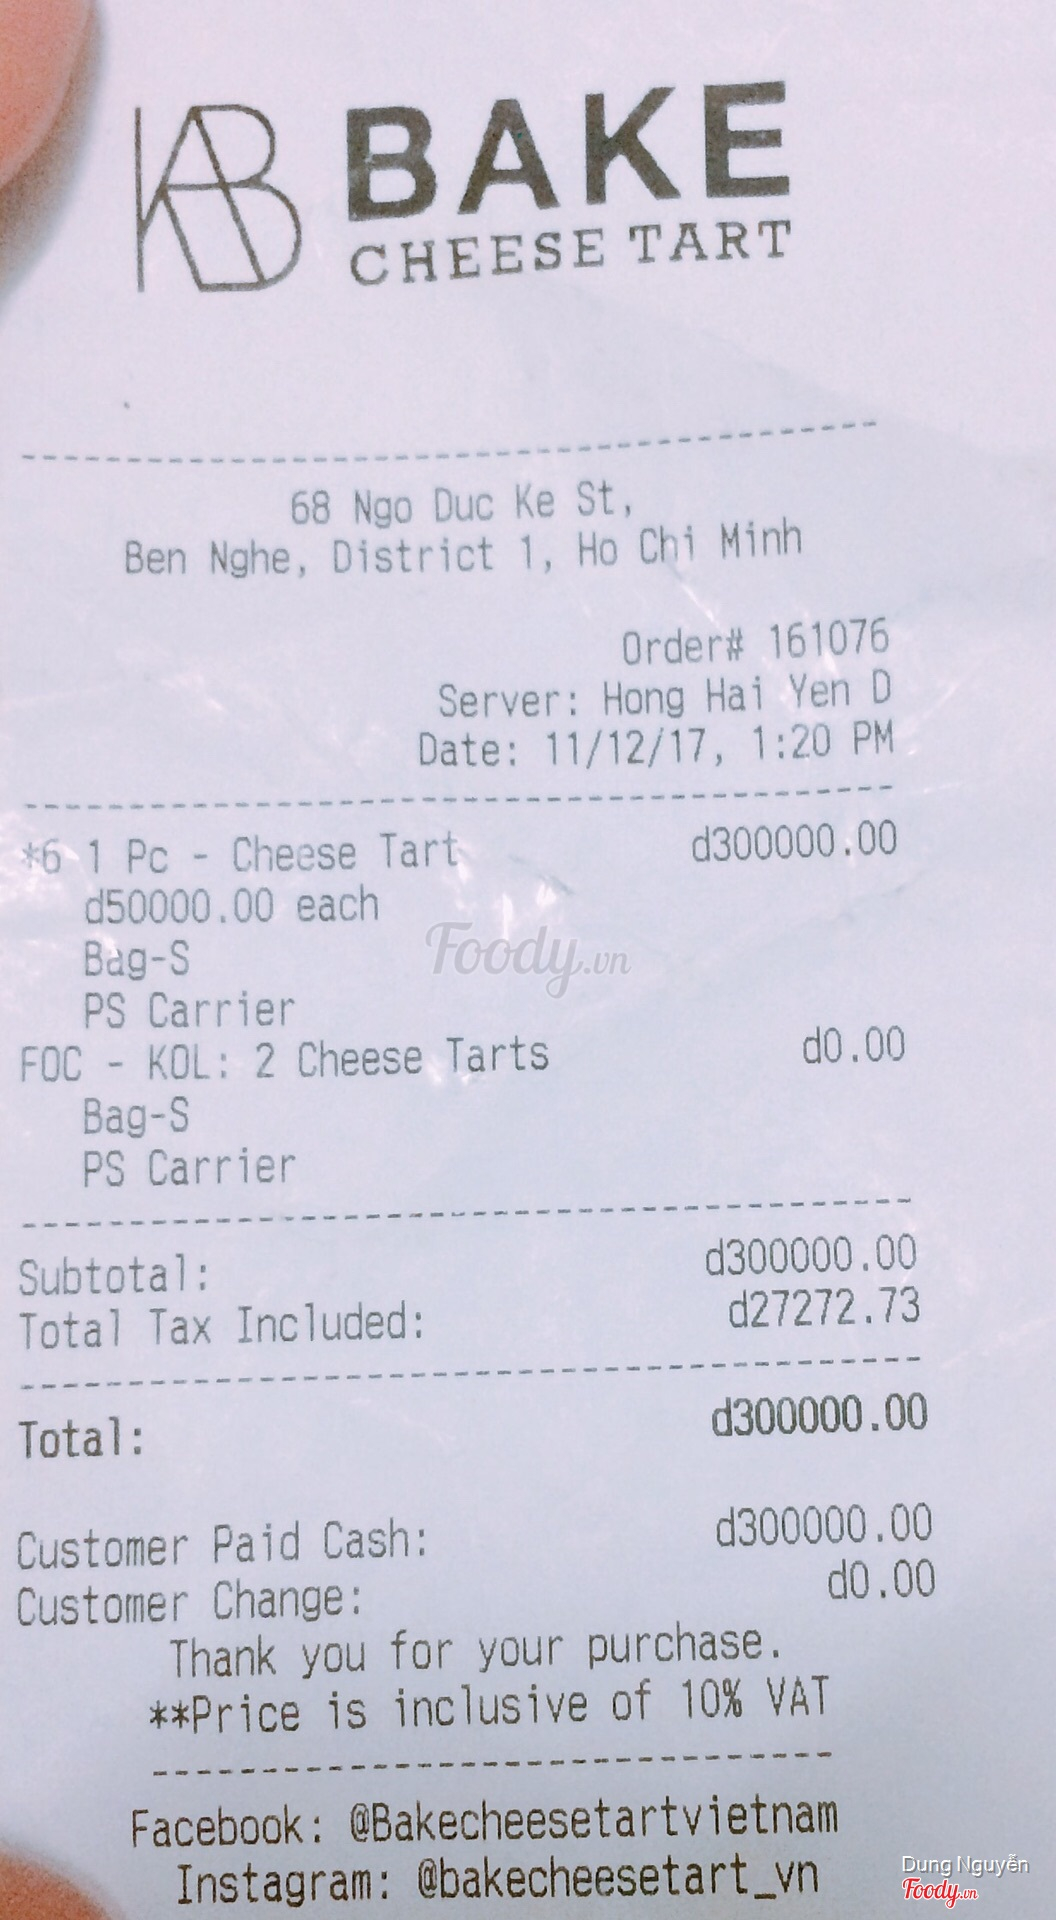 BAKE
CHEESE TART
68 Ngo Duc Ke St,
Ben Nghe, District 1, Ho Chi Minh
Order# 161076
Server: Hong Hai Yen D
Date: 11/12/17, 1:20 PM
*6 1 Pc - Cheese Tart d300000.00
d50000.00 each
Bag-S
PS Carrier
FOC - KOL: 2 Cheese Tarts d0.00
Bag-S
PS Carrier
Subtotal: d300000.00
Total Tax Included: d27272.73
Total: d300000.00
Customer Paid Cash: d300000.00
Customer Change: d0.00
Thank you for your purchase.
**Price is inclusive of 10% VAT
Facebook: @Bakecheesetartvietnam
Instagram: @bakecheesetart_vn
Foody.vn
Dung Nguyễn
Foody.vn